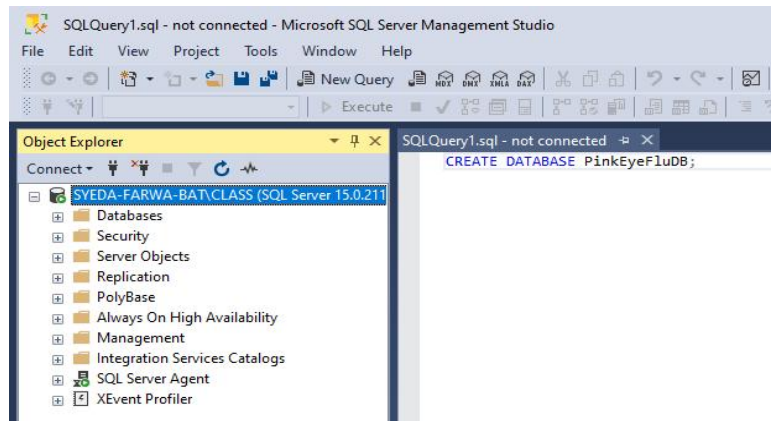 SQLQuery1.sql - not connected - Microsoft SQL Server Management Studio
File Edit View Project Tools Window Help
New Query MDX DMX XMLA DAX
Execute
Object Explorer
SQLQuery1.sql - not connected
Connect
CREATE DATABASE PinkEyeFluDB;
SYEDA-FARWA-BAT\CLASS (SQL Server 15.0.211
Databases
Security
Server Objects
Replication
PolyBase
Always On High Availability
Management
Integration Services Catalogs
SQL Server Agent
XEvent Profiler